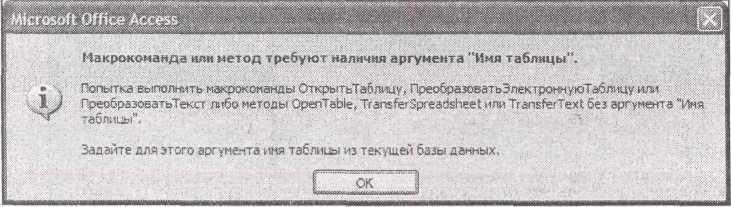 Microsoft Office Access
Макрокоманда или метод требуют наличия аргумента "Имя таблицы".
Попытка выполнить макрокоманды ОткрытьТаблицу, ПреобразоватьЭлектроннуюТаблицу или
ПреобразоватьТекст либо методы OpenTable, TransferSpreadsheet или TransferText без аргумента "Имя
таблицы".
Задайте для этого аргумента имя таблицы из текущей базы данных.
OK